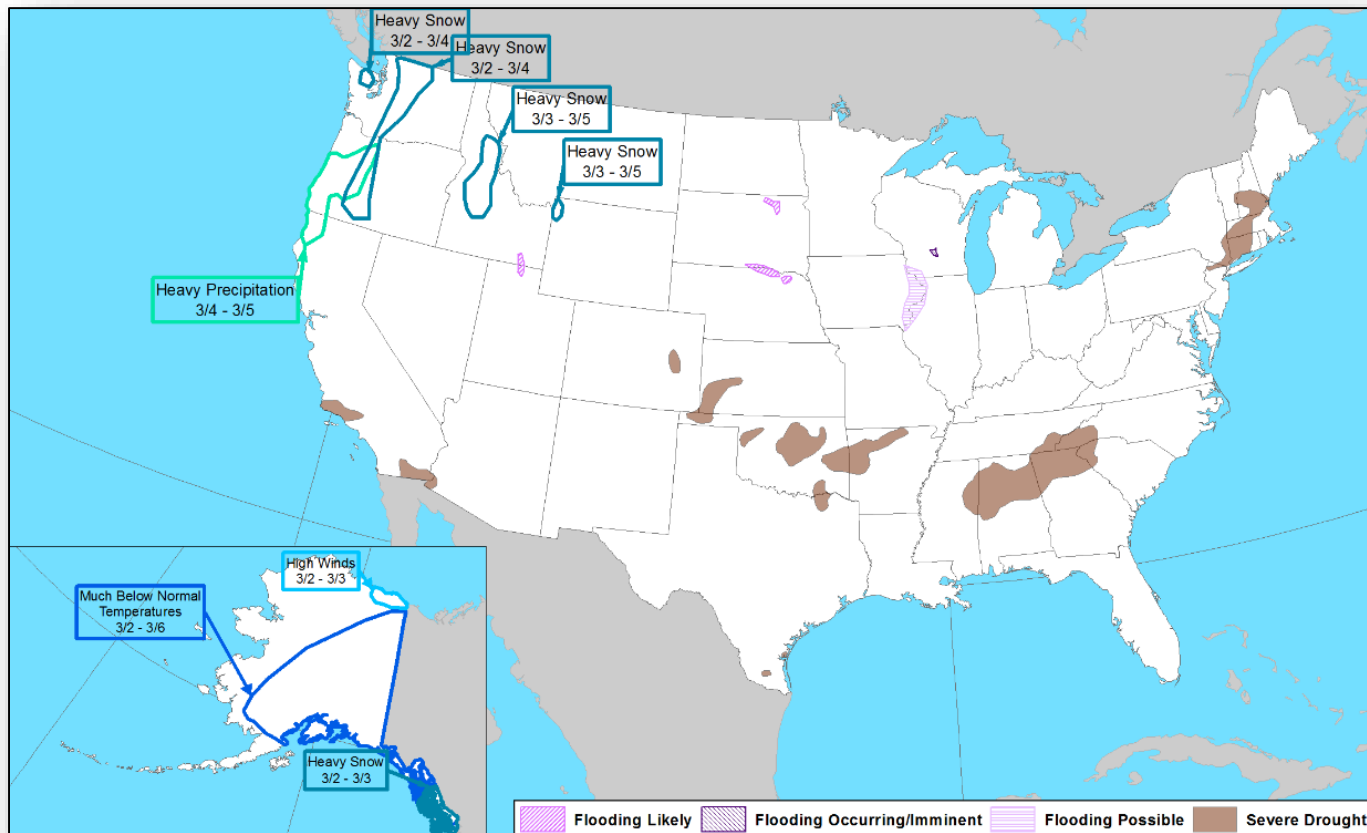 Heavy Snow
3/2 - 3/4
Heavy Snow
3/2 - 3/4
Heavy Snow
3/3 - 3/5
Heavy Snow
3/3 - 3/5
Heavy Precipitation
3/4 - 3/5
High Winds
3/2 - 3/3
Much Below Normal
Temperatures
3/2 - 3/6
Heavy Snow
3/2 - 3/3
Flooding Likely
Flooding Occurring/Imminent
Flooding Possible
Severe Drought